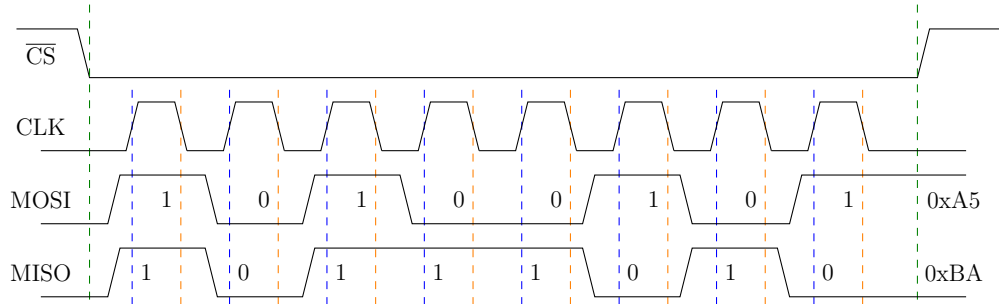 C̅S̅
CLK
MOSI 1 0 1 0 0 1 0 1 0xA5
MISO 1 0 1 1 1 0 1 0 0xBA